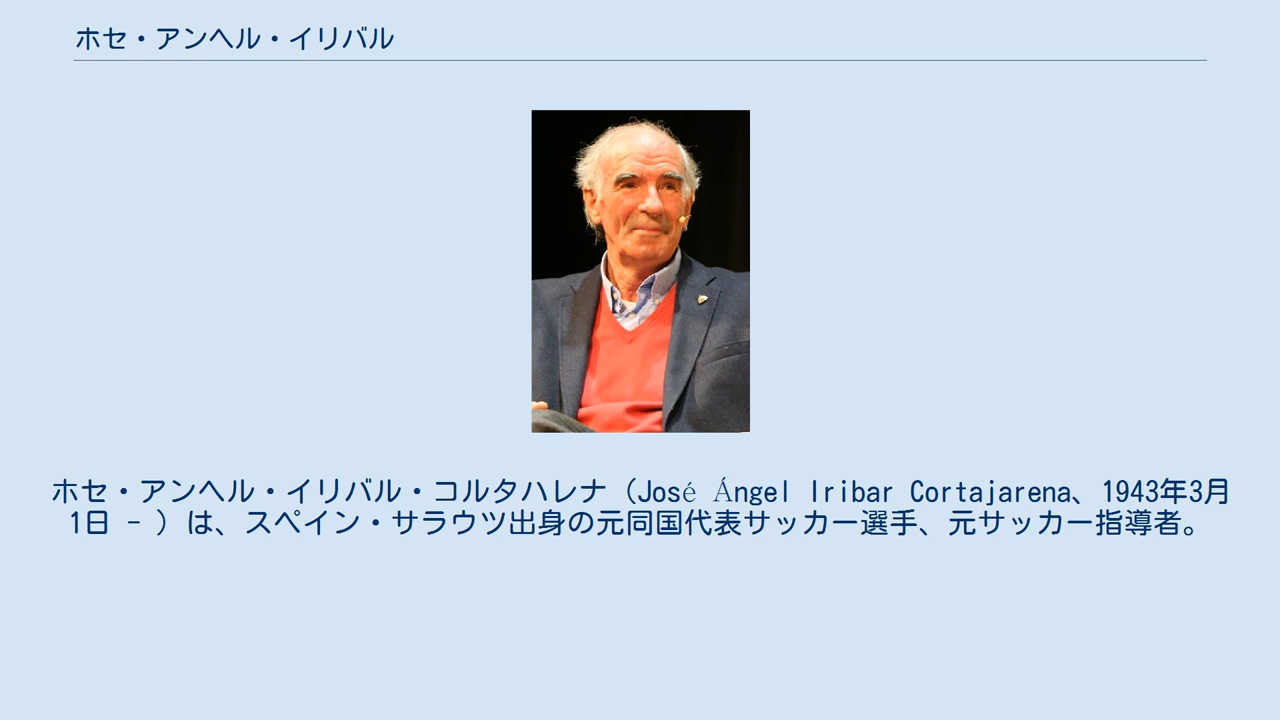 ホセ・アンヘル・イリバル
ホセ・アンヘル・イリバル・コルタハレナ（José Ángel Iribar Cortajarena、1943年3月
1日 - ）は、スペイン・サラウツ出身の元同国代表サッカー選手、元サッカー指導者。